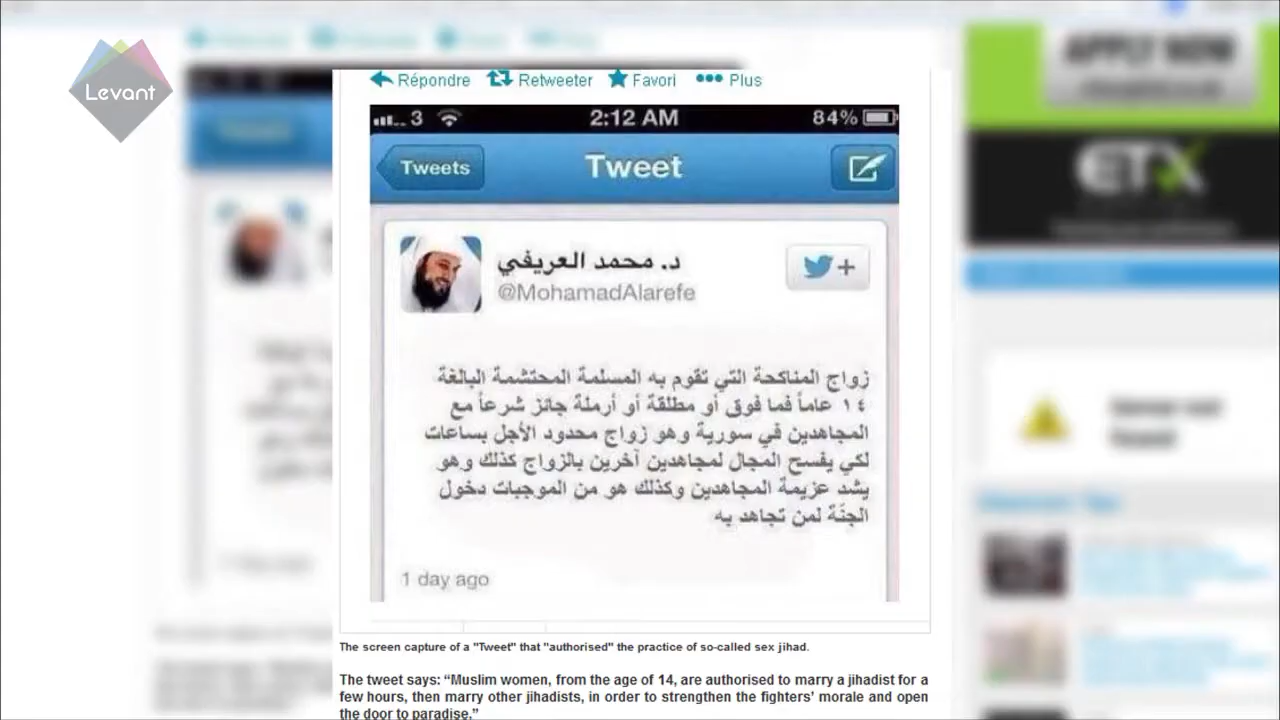 Levant
Répondre Retweeter Favori Plus
3 2:12 AM 84%
Tweets Tweet
د. محمد العريفي
@MohamadAlarefe
زواج المناكحة التي تقوم به المسلمة المحتشمة البالغة
١٤ عاماً فما فوق أو مطلقة أو أرملة جائز شرعاً مع
المجاهدين في سورية وهو زواج محدود الأجل بساعات
لكي يفسح المجال لمجاهدين آخرين بالزواج كذلك وهو
يشد عزيمة المجاهدين وكذلك هو من الموجبات دخول
الجنّة لمن تجاهد به
1 day ago
The screen capture of a "Tweet" that "authorised" the practice of so-called sex jihad.
The tweet says: “Muslim women, from the age of 14, are authorised to marry a jihadist for a
few hours, then marry other jihadists, in order to strengthen the fighters’ morale and open
the door to paradise.”
APPLY NOW
ETX